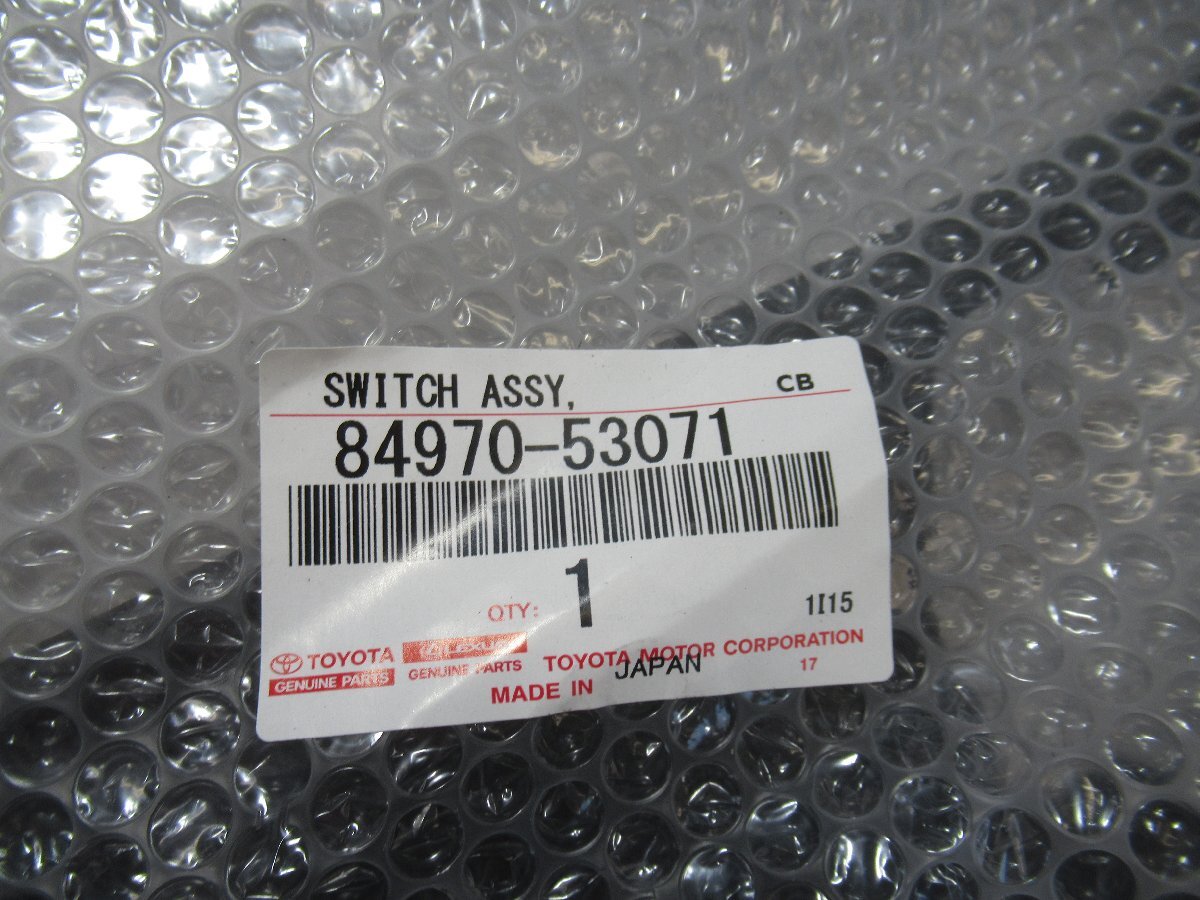 SWITCH ASSY, CB
84970-53071
QTY: 1 1I15
TOYOTA LEXUS TOYOTA MOTOR CORPORATION
GENUINE PARTS GENUINE PARTS 17
MADE IN JAPAN